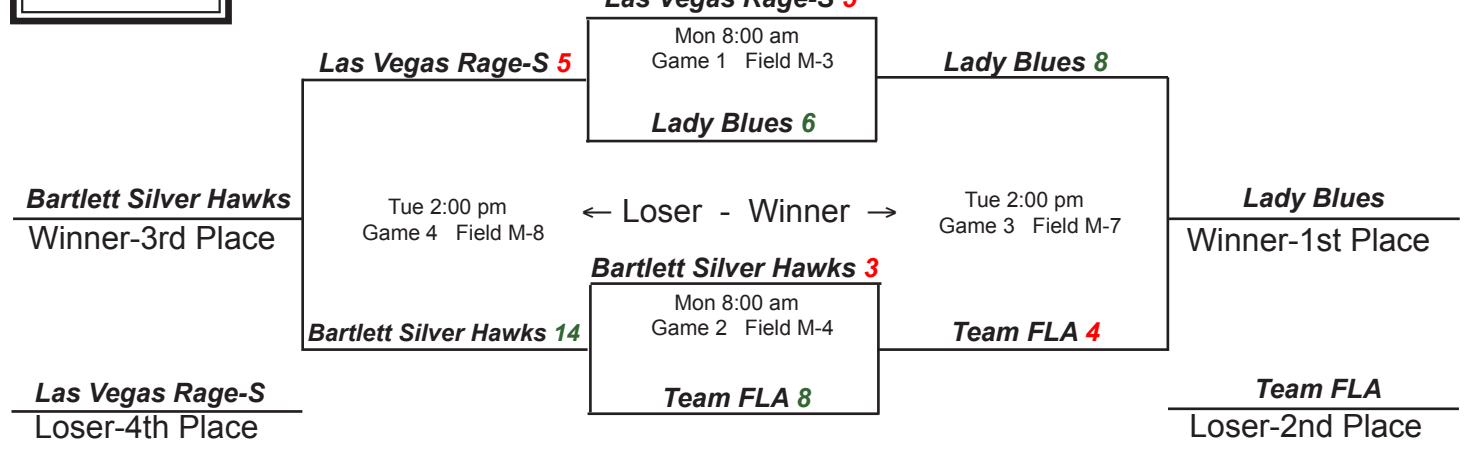 Las Vegas Rage-S
Mon 8:00 am
Game 1 Field M-3
Las Vegas Rage-S 5
Lady Blues 8
Lady Blues 6
Bartlett Silver Hawks
Winner-3rd Place
Tue 2:00 pm
Game 4 Field M-8
← Loser - Winner →
Tue 2:00 pm
Game 3 Field M-7
Lady Blues
Winner-1st Place
Bartlett Silver Hawks 3
Mon 8:00 am
Game 2 Field M-4
Bartlett Silver Hawks 14
Team FLA 4
Team FLA 8
Las Vegas Rage-S
Loser-4th Place
Team FLA
Loser-2nd Place